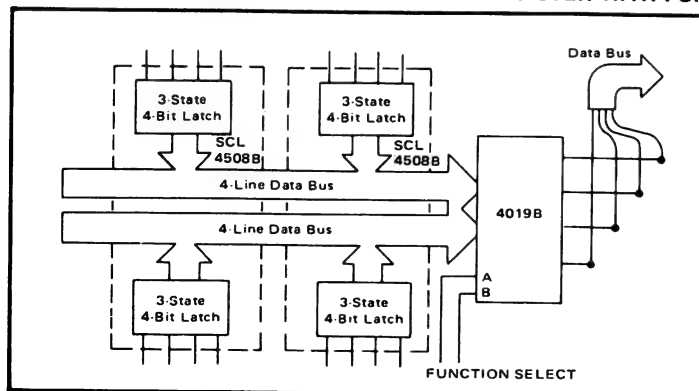 Data Bus
3-State
4-Bit Latch
3-State
4-Bit Latch
SCL
4508B
SCL
4508B
4-Line Data Bus
4-Line Data Bus
4019B
A
B
3-State
4-Bit Latch
3-State
4-Bit Latch
FUNCTION SELECT